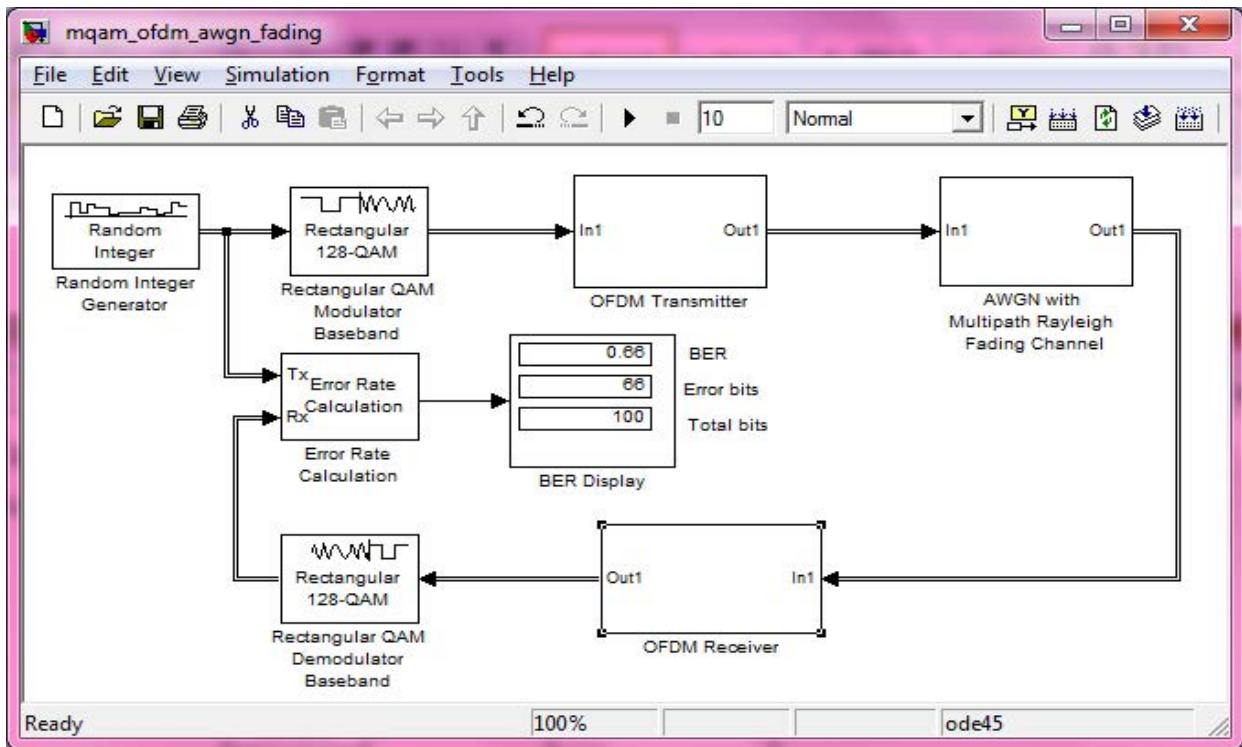 mqam_ofdm_awgn_fading
File Edit View Simulation Format Tools Help
10 Normal
Random
Integer
Random Integer
Generator
Rectangular
128-QAM
Rectangular QAM
Modulator
Baseband
In1 Out1
OFDM Transmitter
In1 Out1
AWGN with
Multipath Rayleigh
Fading Channel
Tx
Rx
Error Rate
Calculation
Error Rate
Calculation
0.66 BER
66 Error bits
100 Total bits
BER Display
Rectangular
128-QAM
Rectangular QAM
Demodulator
Baseband
Out1 In1
OFDM Receiver
Ready 100% ode45